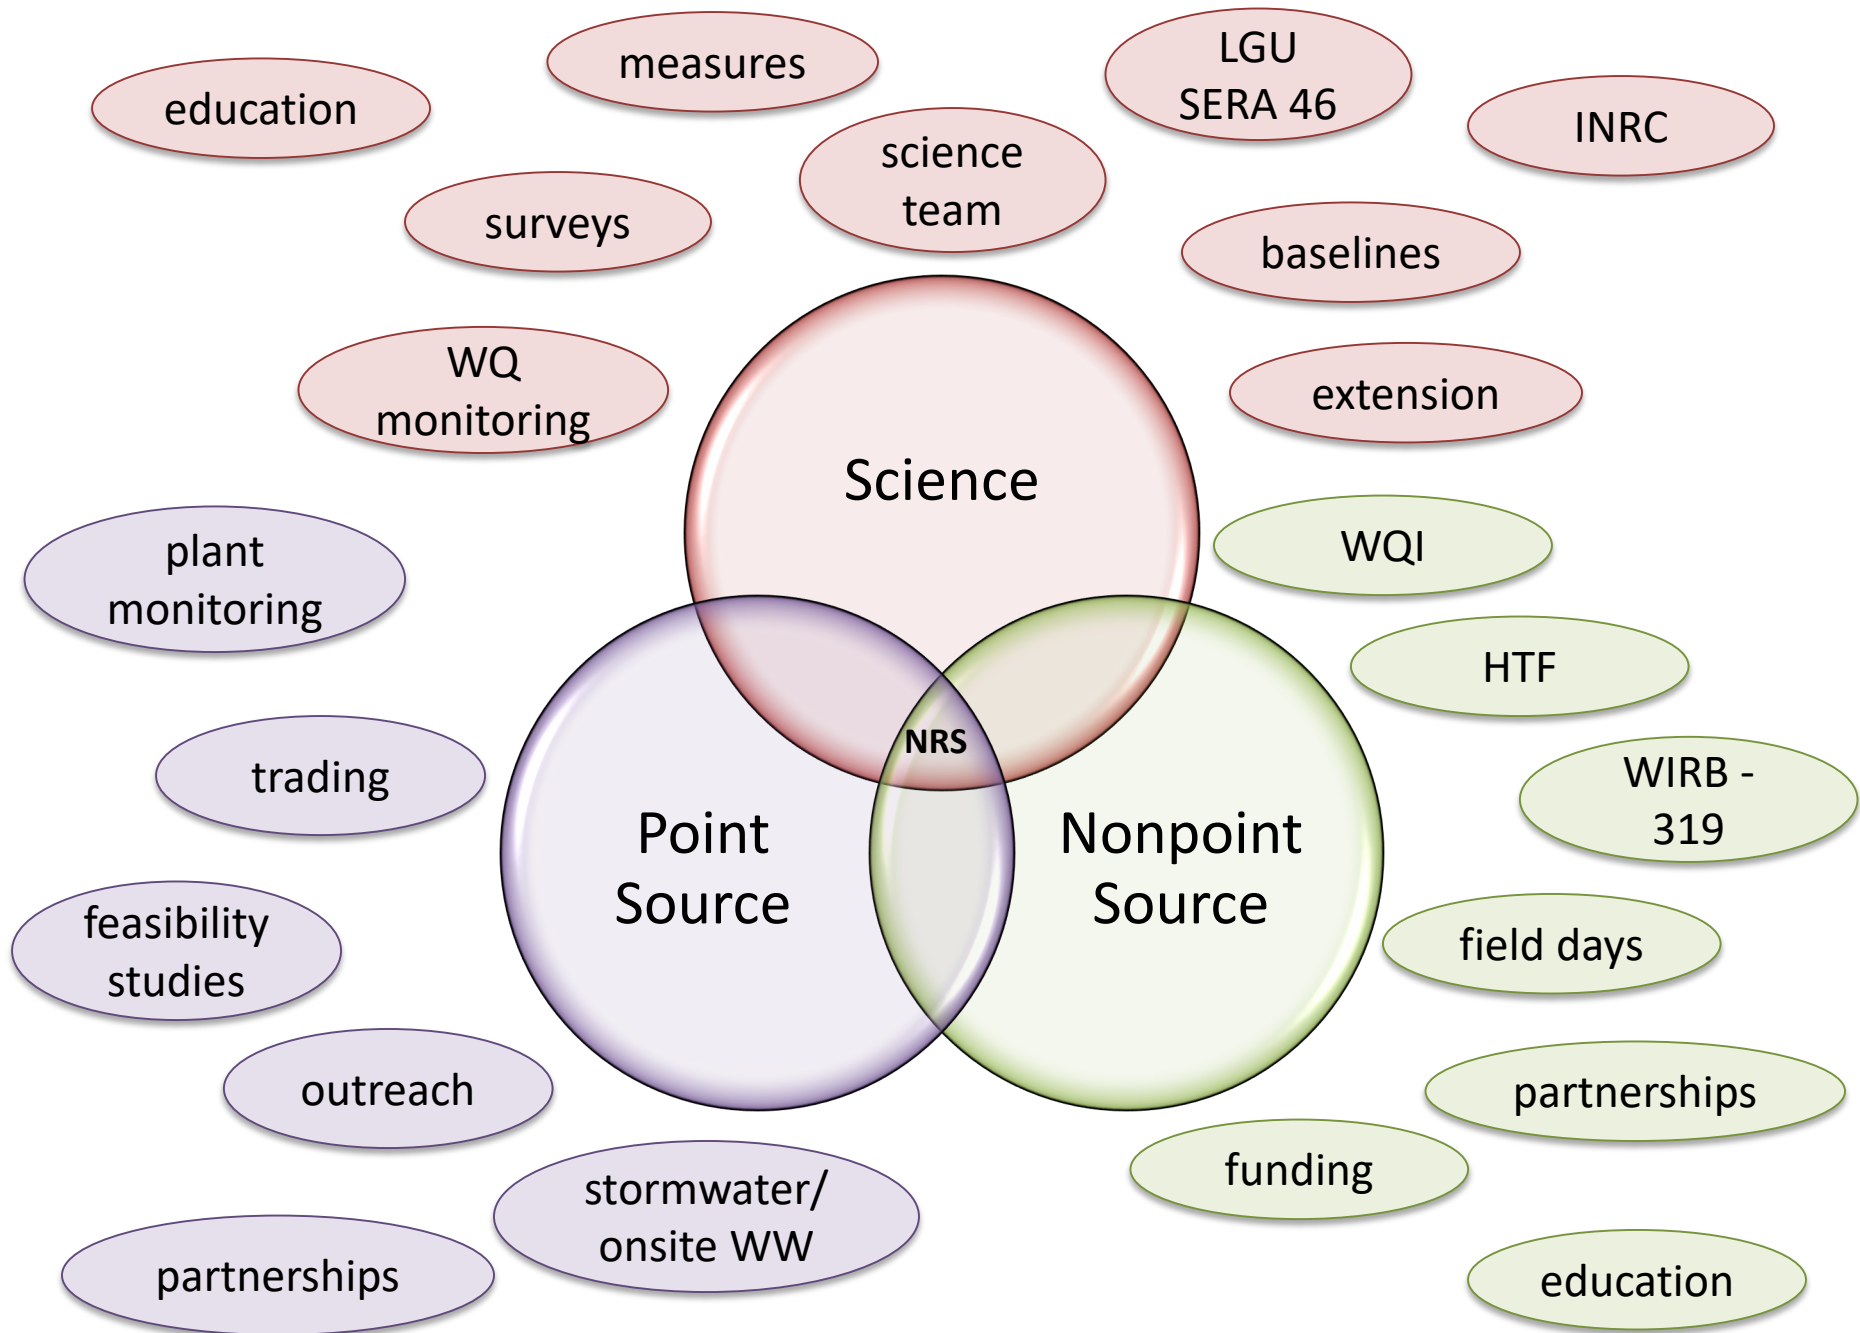 education
measures
LGU
SERA 46
INRC
science
team
surveys
baselines
WQ
monitoring
extension
Science
WQI
plant
monitoring
HTF
NRS
trading
WIRB -
319
Point
Source
Nonpoint
Source
feasibility
studies
field days
outreach
partnerships
funding
stormwater/
onsite WW
partnerships
education